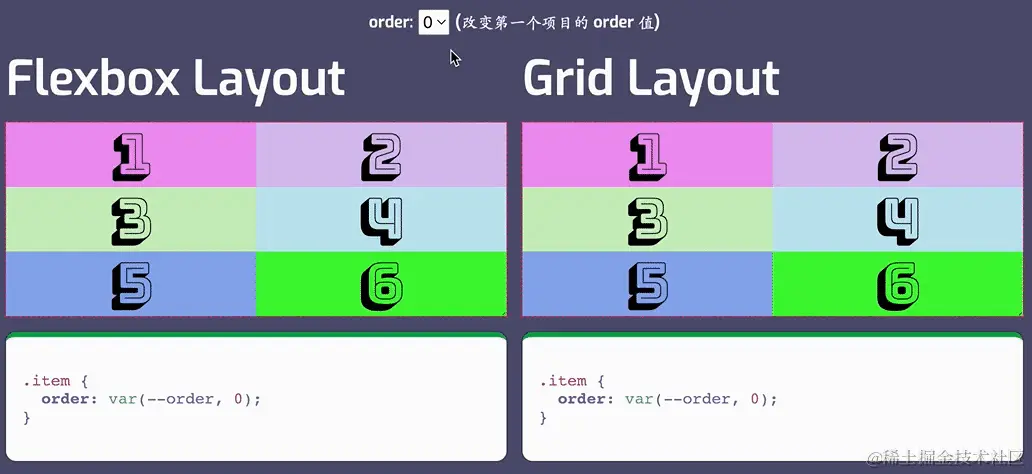 order: 0 (改变第一个项目的 order 值)
Flexbox Layout
1 2
3 4
5 6
.item {
  order: var(--order, 0);
}
Grid Layout
1 2
3 4
5 6
.item {
  order: var(--order, 0);
}
@稀土掘金技术社区